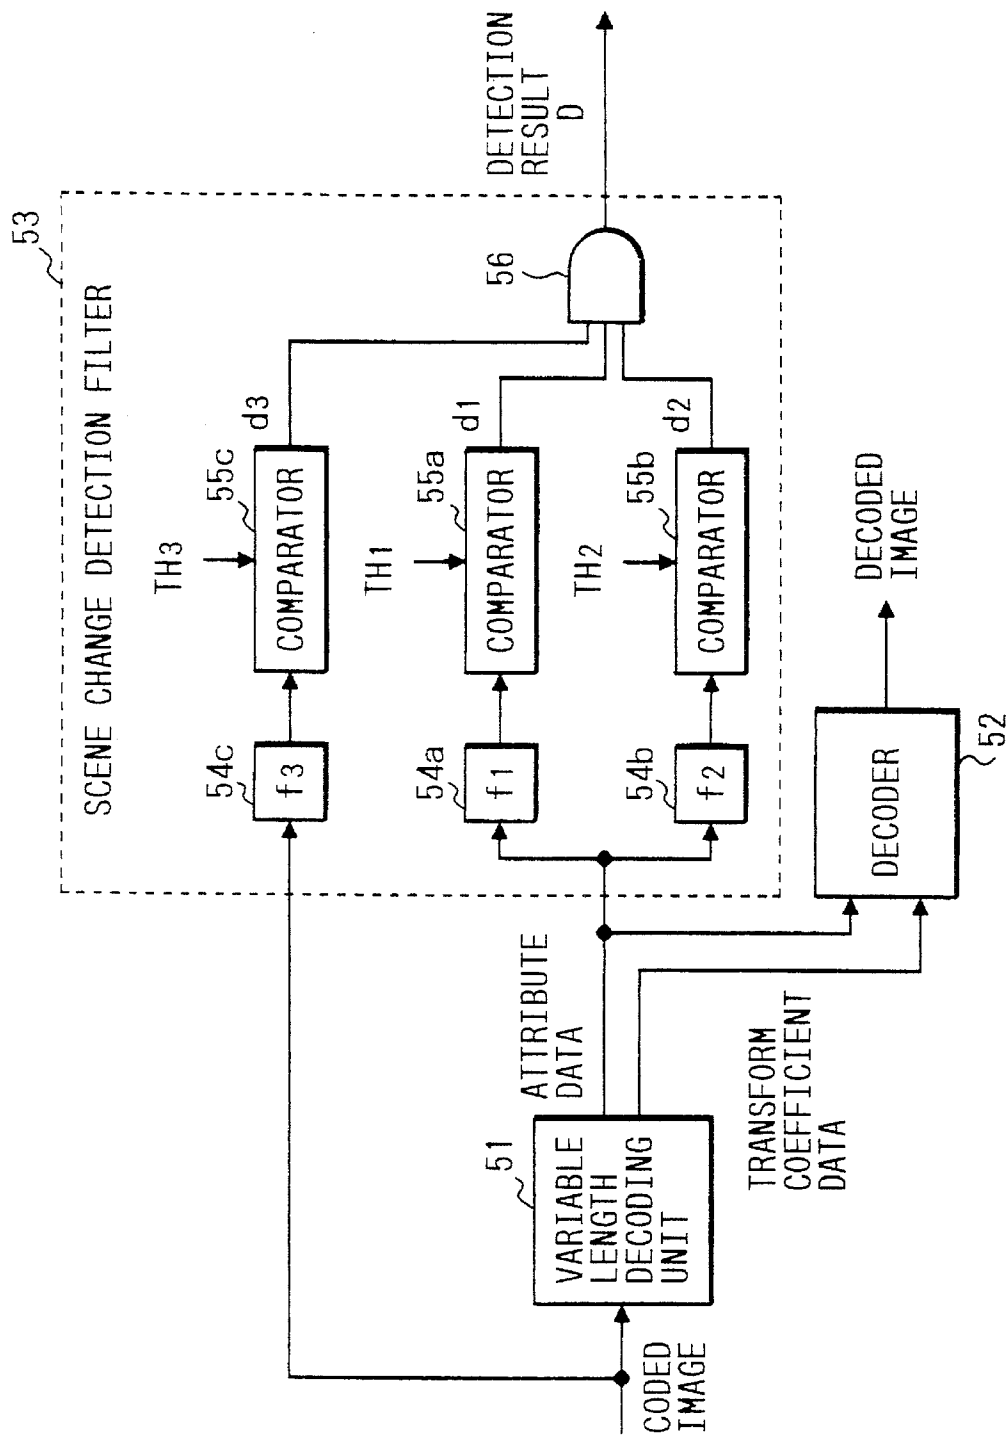 53
SCENE CHANGE DETECTION FILTER
TH3
54c
f3
55c
COMPARATOR
d3
TH1
54a
f1
55a
COMPARATOR
d1
TH2
54b
f2
55b
COMPARATOR
d2
56
DETECTION
RESULT
D
CODED
IMAGE
51
VARIABLE
LENGTH
DECODING
UNIT
ATTRIBUTE
DATA
TRANSFORM
COEFFICIENT
DATA
DECODER
52
DECODED
IMAGE